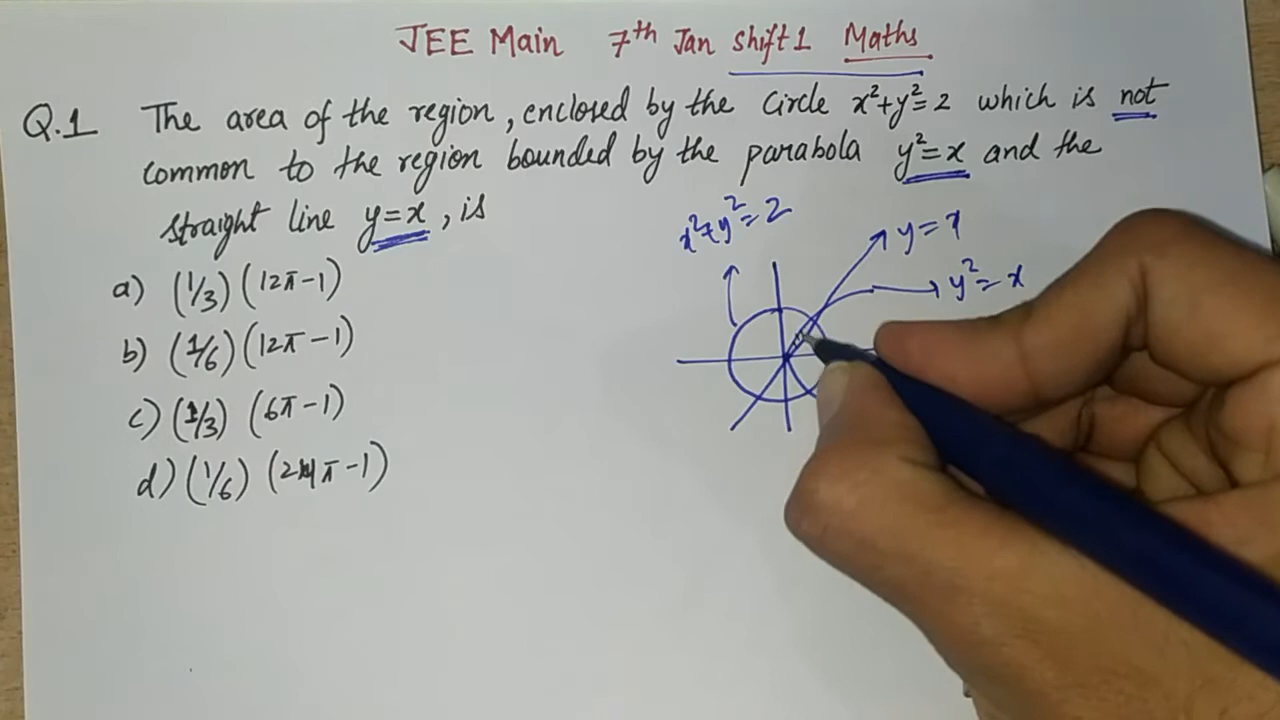 JEE Main 7th Jan Shift 1 Maths
Q.1 The area of the region, enclosed by the Circle x²+y²=2 which is not
common to the region bounded by the parabola y²=x and the
straight line y=x, is
x²+y²=2
y=x
y²=x
a) (1/3) (12π-1)
b) (1/6) (12π-1)
c) (1/3) (6π-1)
d) (1/6) (24π-1)